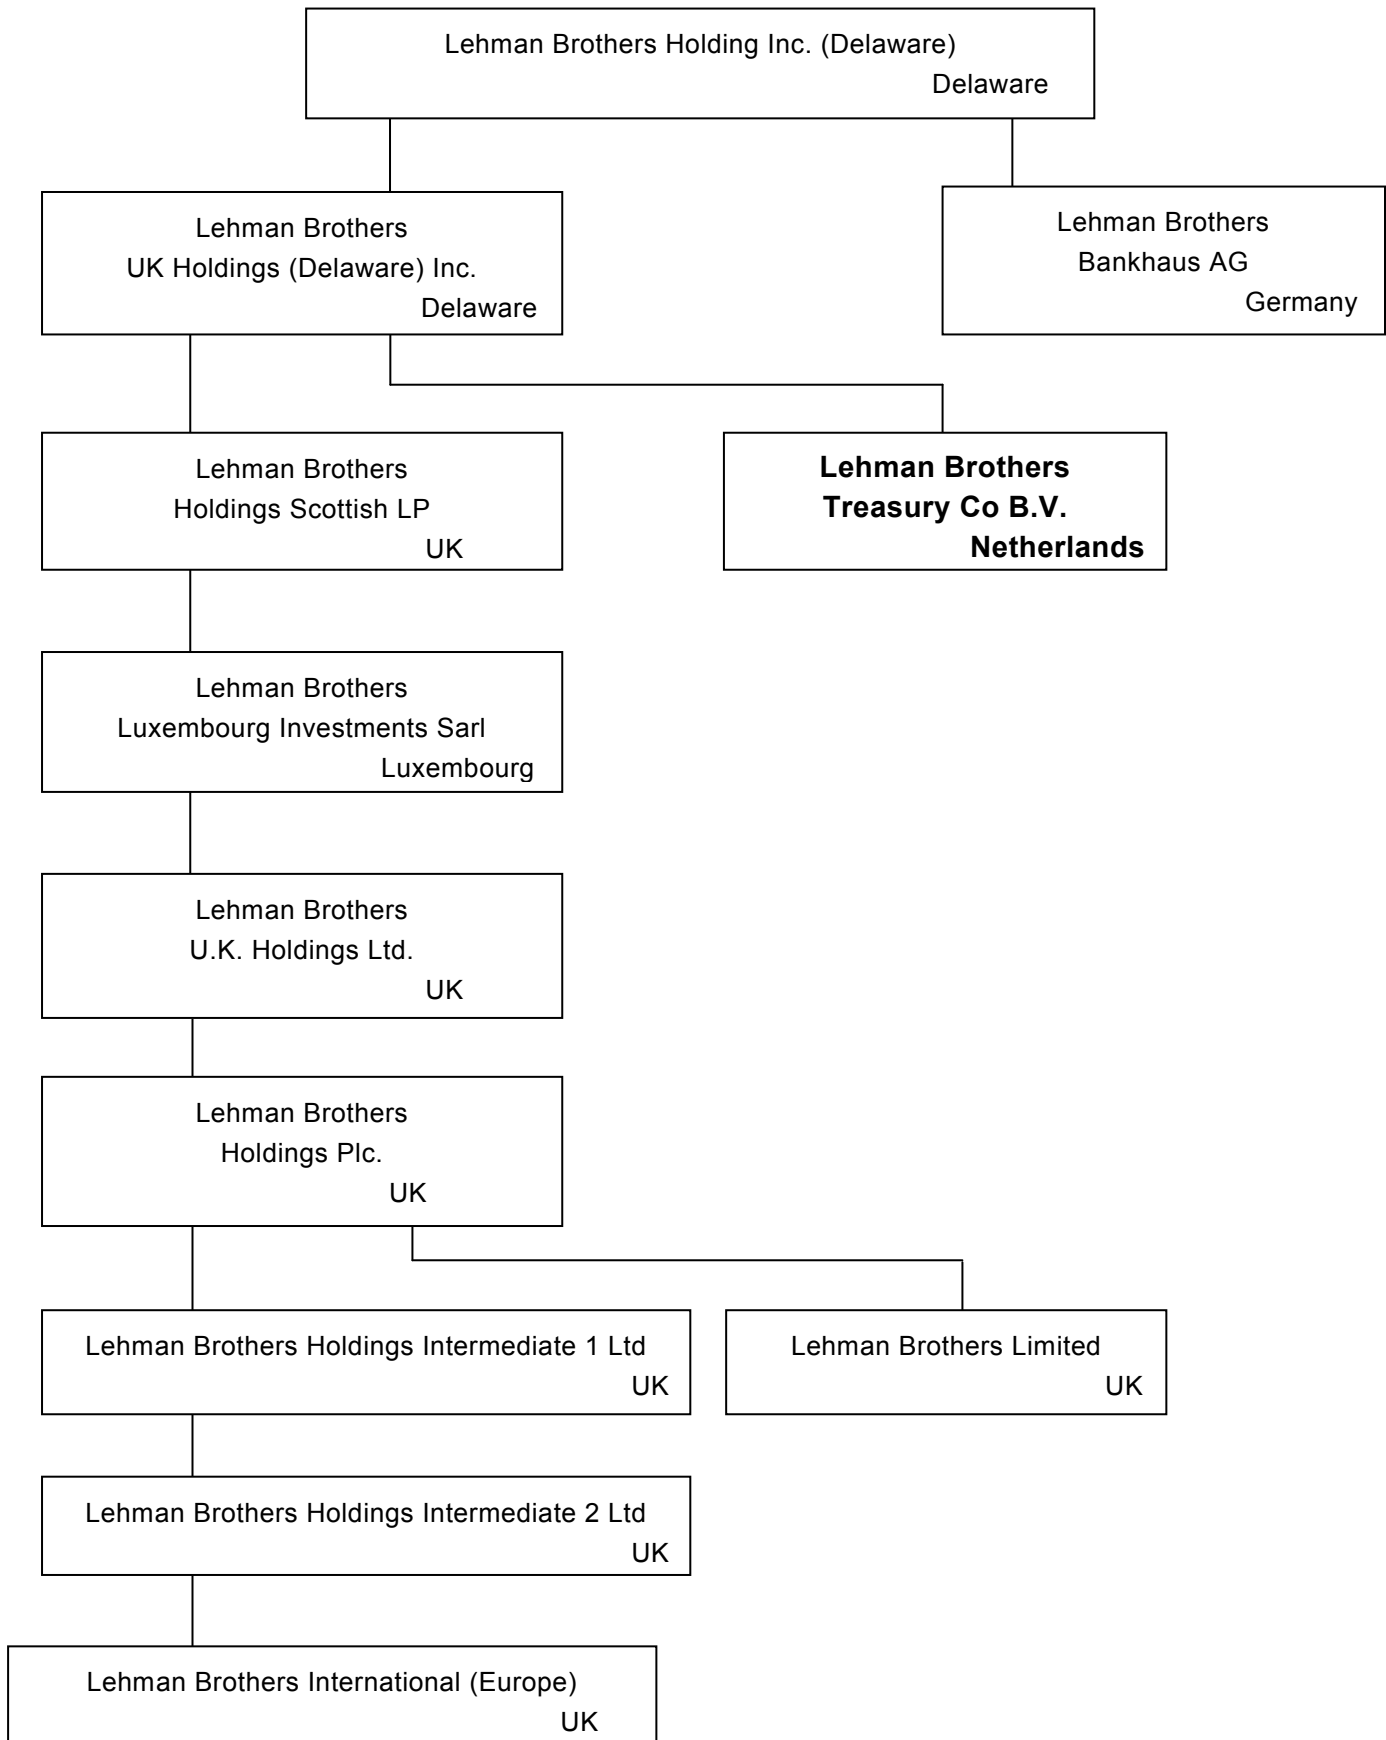 Lehman Brothers Holding Inc. (Delaware)
Delaware
Lehman Brothers
UK Holdings (Delaware) Inc.
Delaware
Lehman Brothers
Bankhaus AG
Germany
Lehman Brothers
Holdings Scottish LP
UK
Lehman Brothers
Treasury Co B.V.
Netherlands
Lehman Brothers
Luxembourg Investments Sarl
Luxembourg
Lehman Brothers
U.K. Holdings Ltd.
UK
Lehman Brothers
Holdings Plc.
UK
Lehman Brothers Holdings Intermediate 1 Ltd
UK
Lehman Brothers Limited
UK
Lehman Brothers Holdings Intermediate 2 Ltd
UK
Lehman Brothers International (Europe)
UK